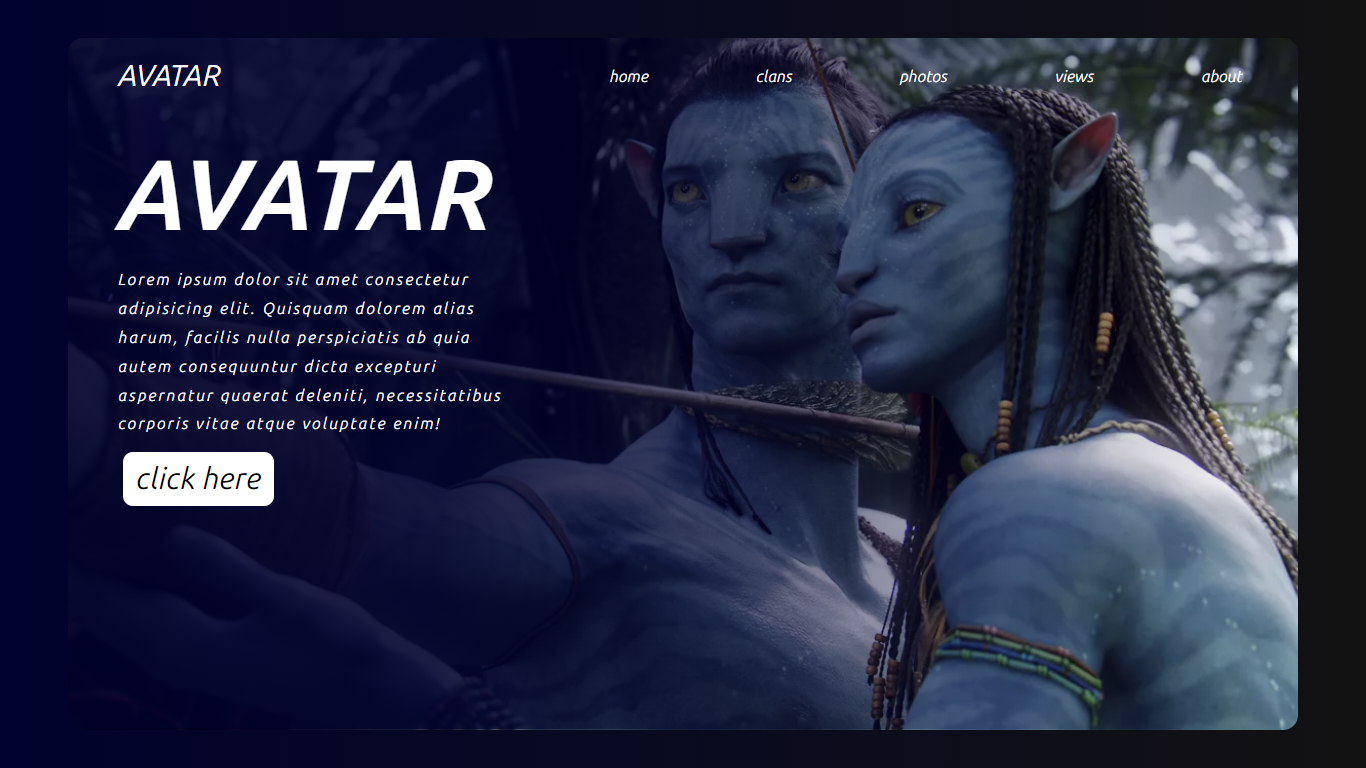 AVATAR
home clans photos views about
AVATAR
Lorem ipsum dolor sit amet consectetur
adipisicing elit. Quisquam dolorem alias
harum, facilis nulla perspiciatis ab quia
autem consequuntur dicta excepturi
aspernatur quaerat deleniti, necessitatibus
corporis vitae atque voluptate enim!
click here